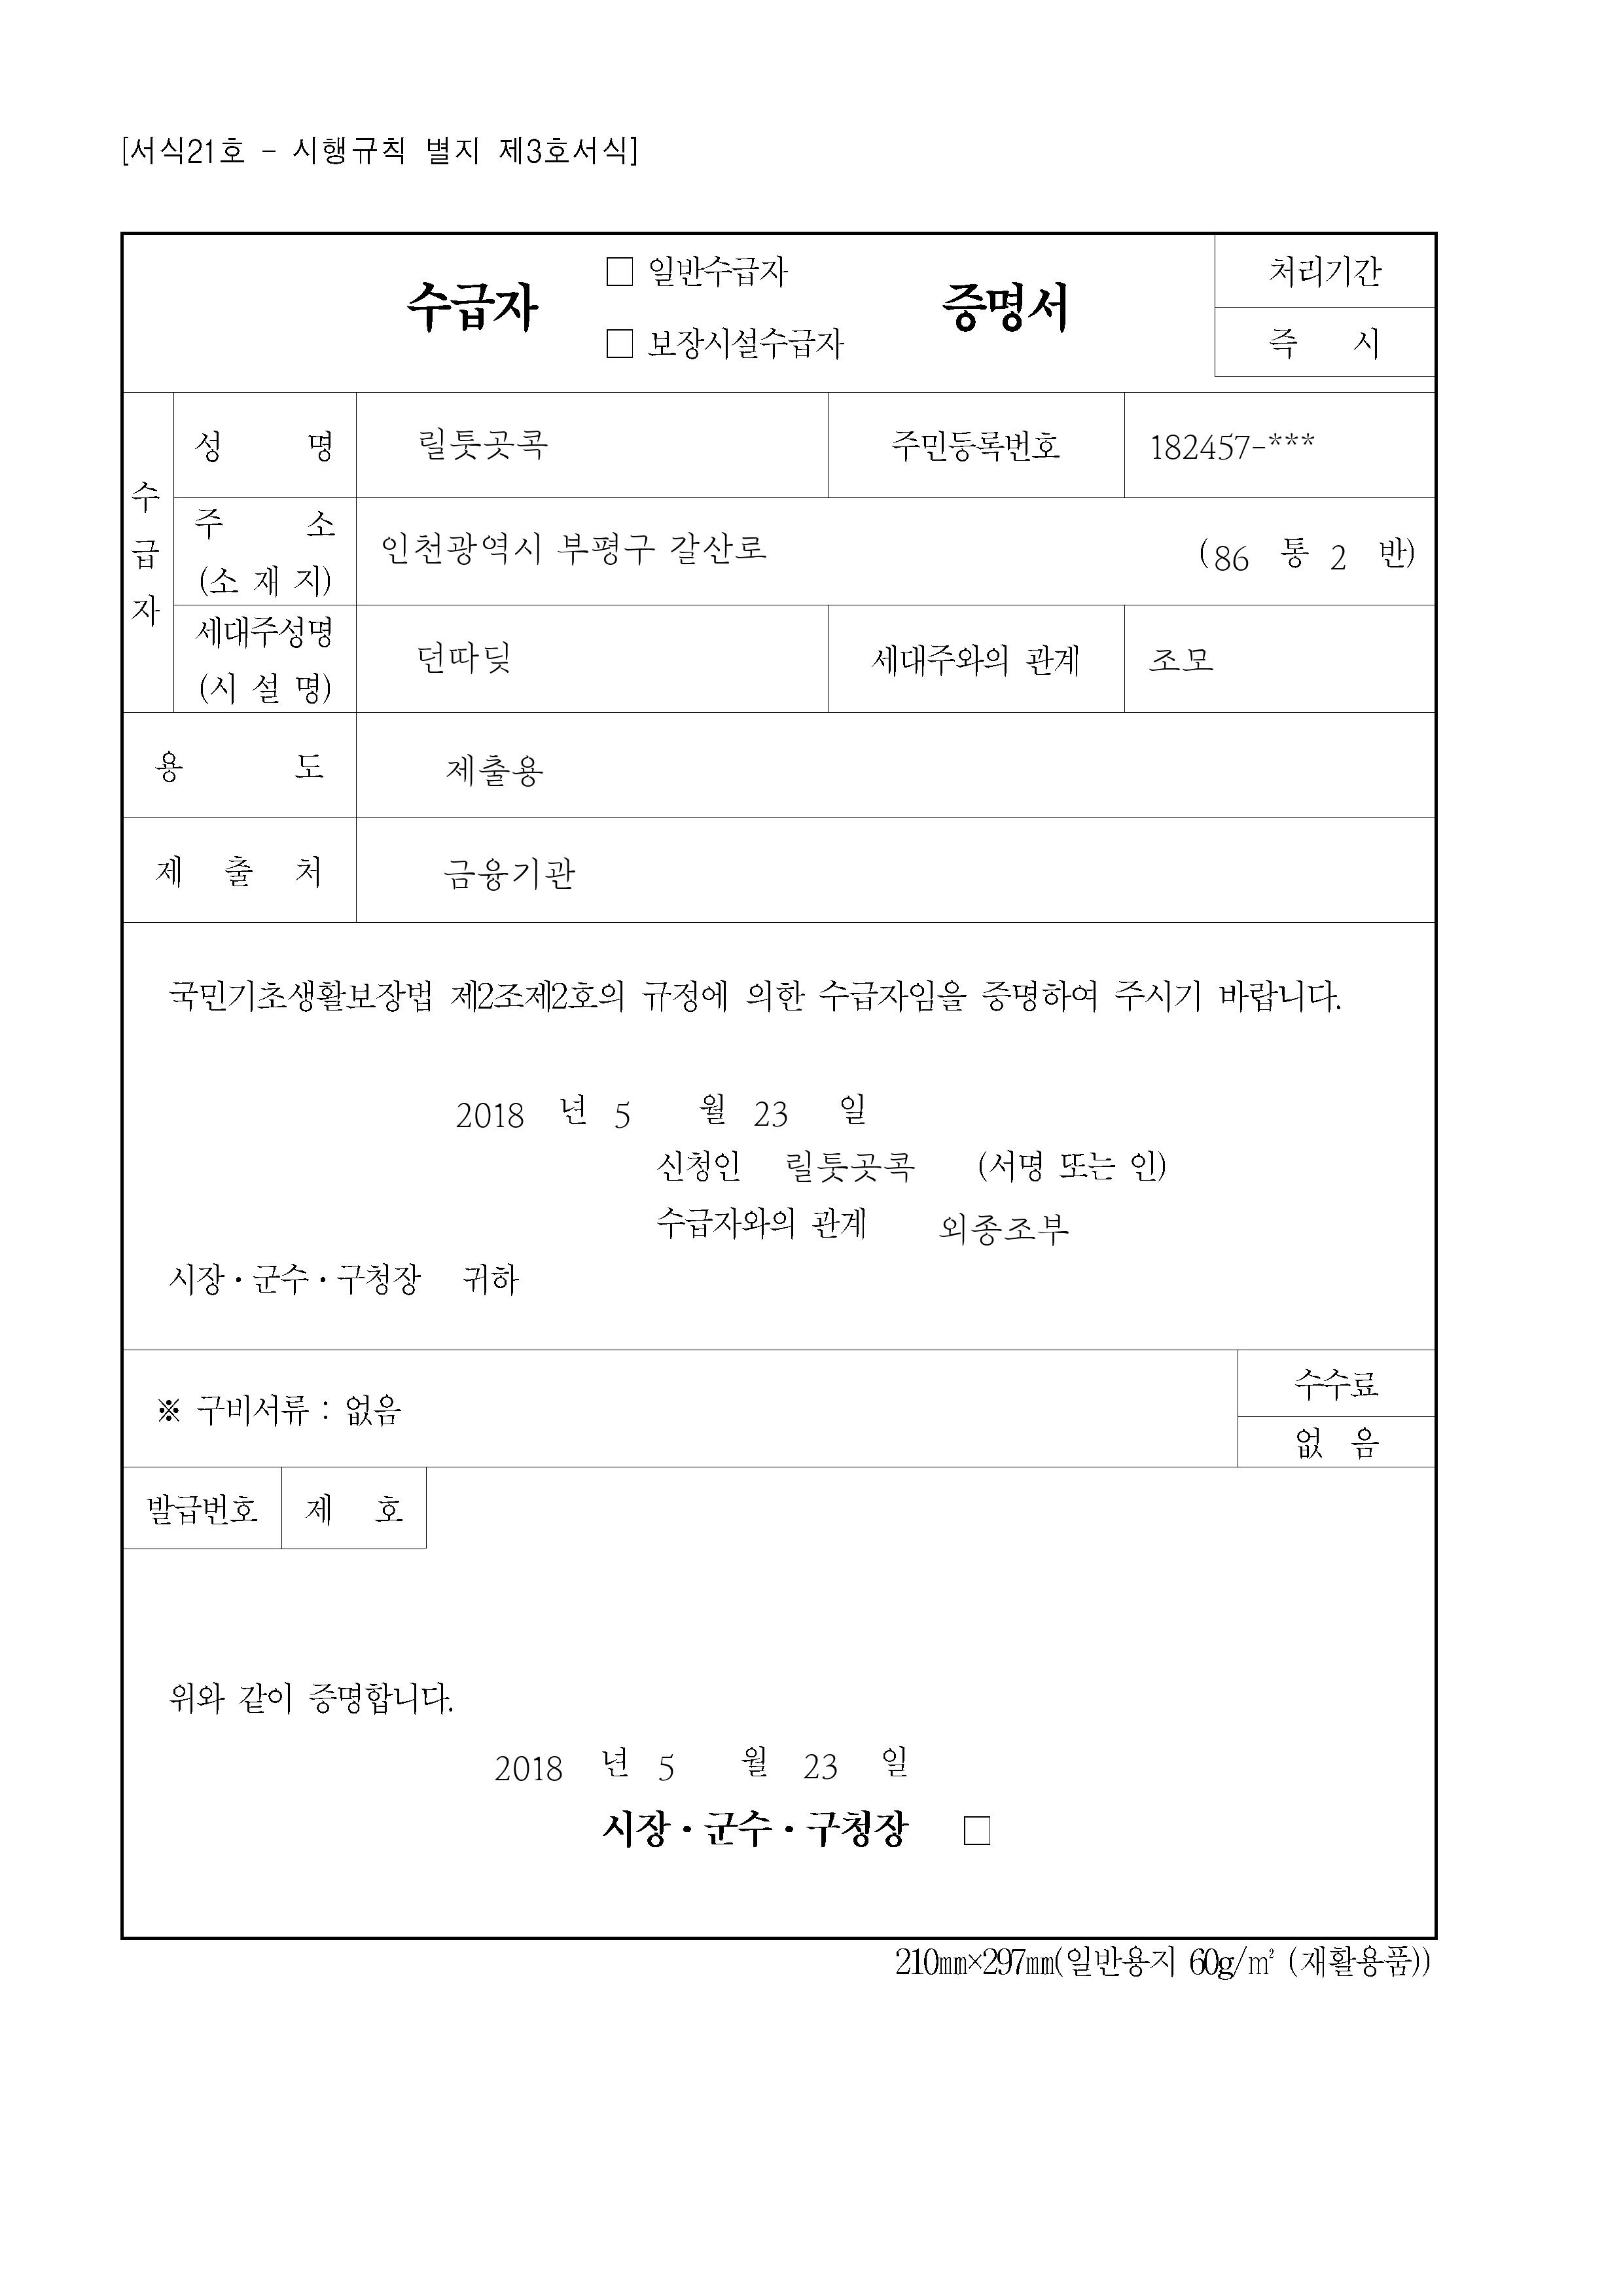 [서식21호 - 시행규칙 별지 제3호서식]
수급자 □ 일반수급자 □ 보장시설수급자 증명서
처리기간
즉 시
수급자
성 명 릴툿곳콕 주민등록번호 182457-***
주 소 (소 재 지) 인천광역시 부평구 갈산로 (86 통 2 반)
세대주성명 (시 설 명) 던따딪 세대주와의 관계 조모
용 도 제출용
제 출 처 금융기관
국민기초생활보장법 제2조제2호의 규정에 의한 수급자임을 증명하여 주시기 바랍니다.
2018 년 5 월 23 일
신청인 릴툿곳콕 (서명 또는 인)
수급자와의 관계 외종조부
시장·군수·구청장 귀하
※ 구비서류 : 없음
수수료
없 음
발급번호 제 호
위와 같이 증명합니다.
2018 년 5 월 23 일
시장·군수·구청장 □
210㎜×297㎜(일반용지 60g/㎡ (재활용품))